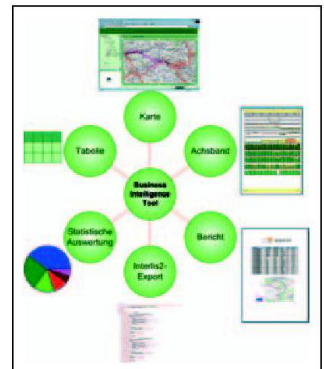 Karte
Tabelle
Achsband
Business
Intelligence
Tool
Statistische
Auswertung
Bericht
Interlis2-
Export